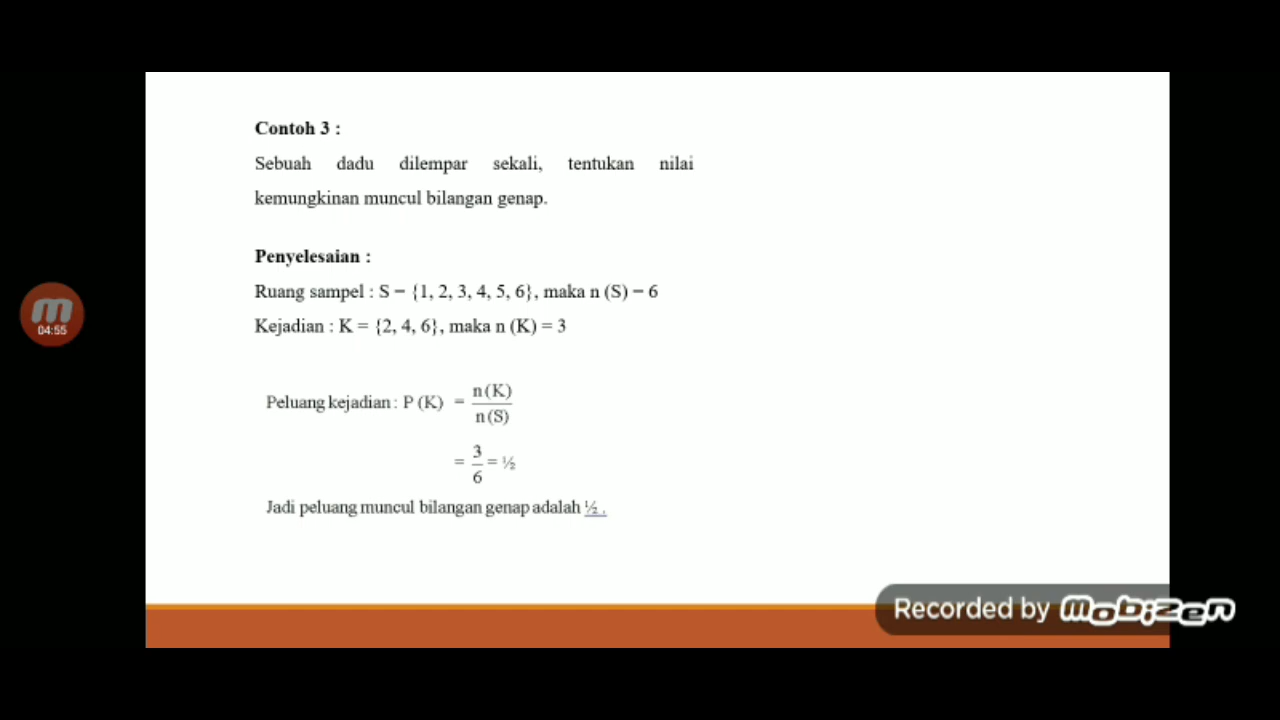 Contoh 3 :
Sebuah dadu dilempar sekali, tentukan nilai
kemungkinan muncul bilangan genap.
Penyelesaian :
Ruang sampel : S = {1, 2, 3, 4, 5, 6}, maka n (S) = 6
Kejadian : K = {2, 4, 6}, maka n (K) = 3
Peluang kejadian : P (K) = n(K)
n(S)
= 3
6 = ½
Jadi peluang muncul bilangan genap adalah ½ .
04:55
Recorded by mobizen